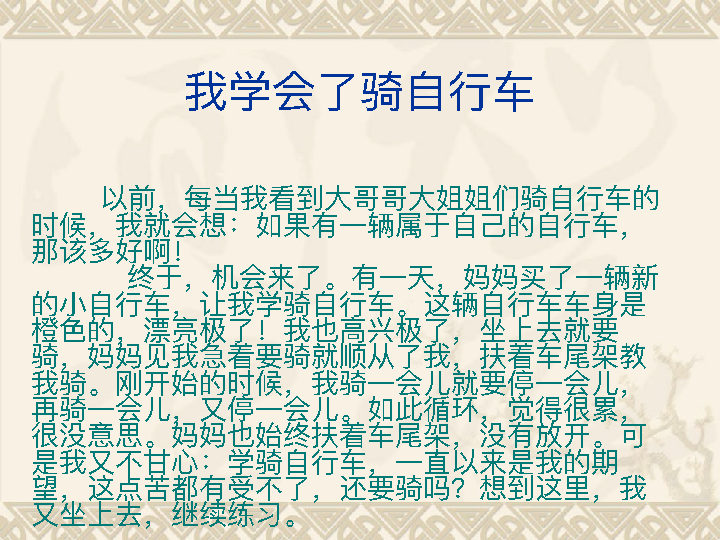 我学会了骑自行车
以前，每当我看到大哥哥大姐姐们骑自行车的
时候，我就会想：如果有一辆属于自己的自行车，
那该多好啊！
终于，机会来了。有一天，妈妈买了一辆新
的小自行车，让我学骑自行车。这辆自行车车身是
橙色的，漂亮极了！我也高兴极了，坐上去就要
骑，妈妈见我急着要骑就顺从了我，扶着车尾架教
我骑。刚开始的时候，我骑一会儿就要停一会儿，
再骑一会儿，又停一会儿。如此循环，觉得很累，
很没意思。妈妈也始终扶着车尾架，没有放开。可
是我又不甘心：学骑自行车，一直以来是我的期
望，这点苦都有受不了，还要骑吗？想到这里，我
又坐上去，继续练习。